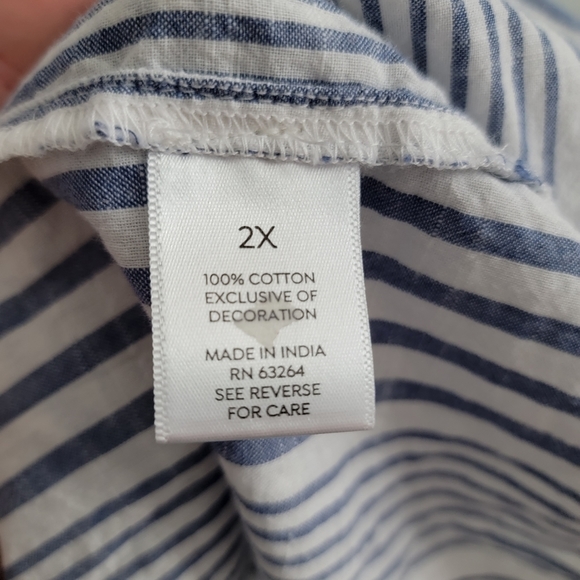 2X
100% COTTON
EXCLUSIVE OF
DECORATION
MADE IN INDIA
RN 63264
SEE REVERSE
FOR CARE